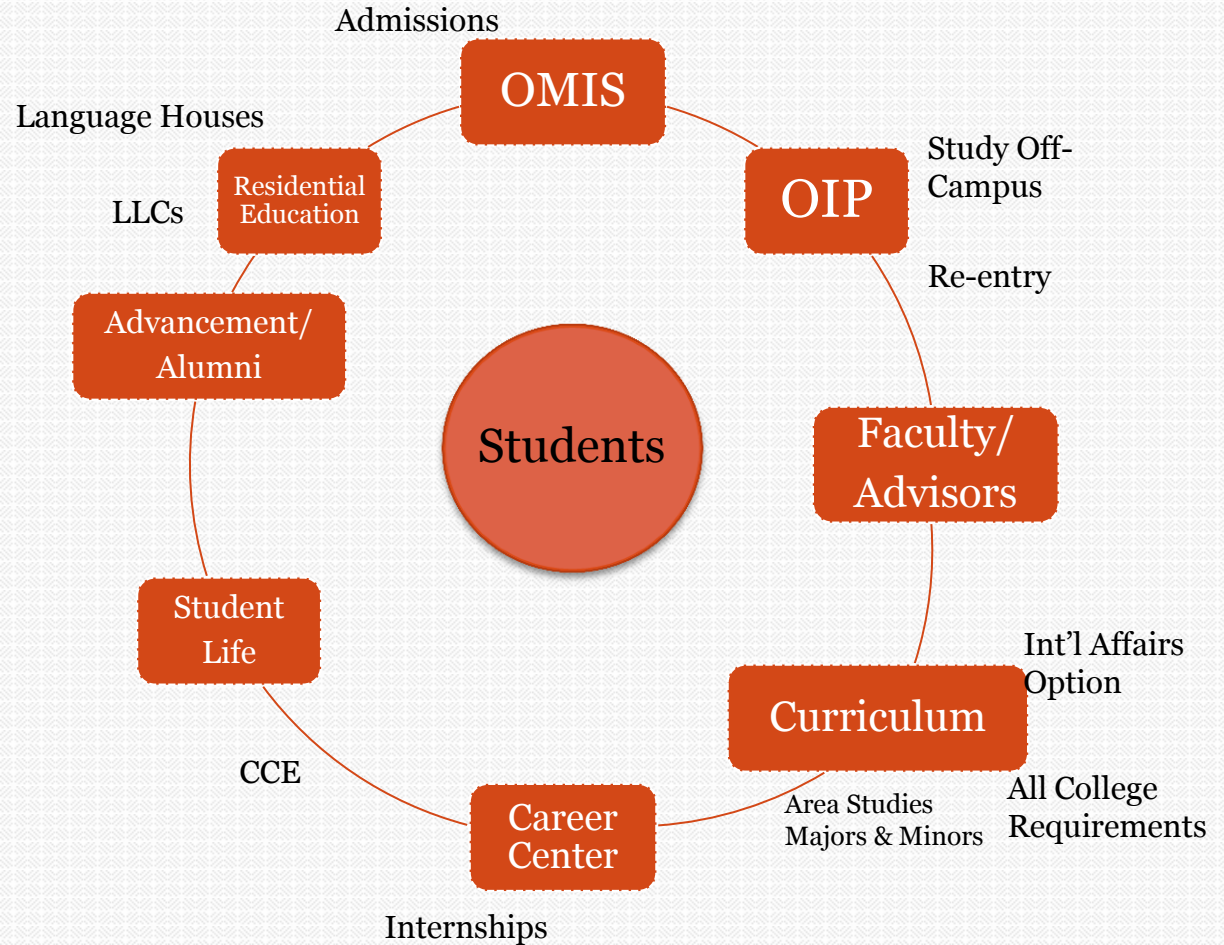 Admissions
OMIS
Language Houses
Study Off-
Campus
Residential
Education
OIP
LLCs
Re-entry
Advancement/
Alumni
Students
Faculty/
Advisors
Student
Life
Int’l Affairs
Option
Curriculum
CCE
Career
Center
Area Studies
Majors & Minors
All College
Requirements
Internships